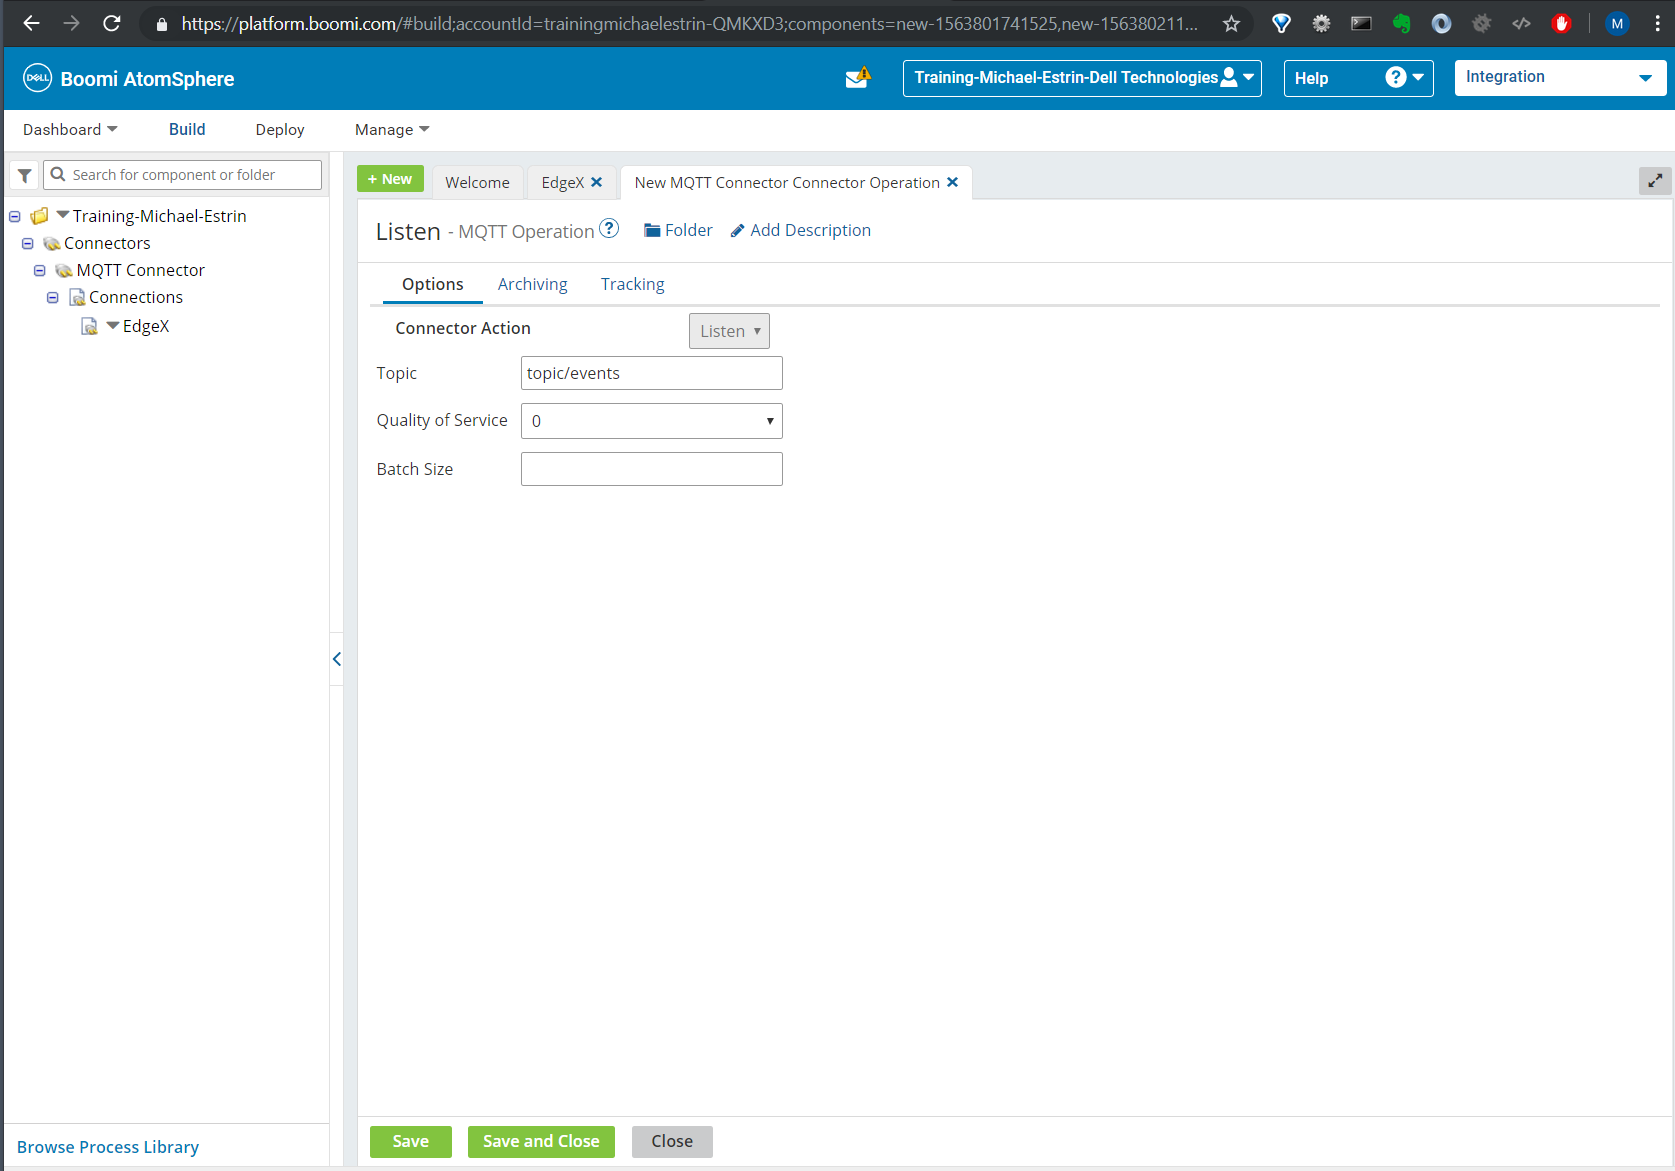 https://platform.boomi.com/#build;accountId=trainingmichaelestrin-QMKXD3;components=new-1563801741525,new-156380211...
M
DELL
Boomi AtomSphere
Training-Michael-Estrin-Dell Technologies
Help
?
Integration
Dashboard
Build
Deploy
Manage
Search for component or folder
+ New
Welcome
EdgeX
New MQTT Connector Connector Operation
Training-Michael-Estrin
Connectors
MQTT Connector
Connections
EdgeX
Listen - MQTT Operation ?
Folder
Add Description
Options
Archiving
Tracking
Connector Action
Listen
Topic
topic/events
Quality of Service
0
Batch Size
Browse Process Library
Save
Save and Close
Close